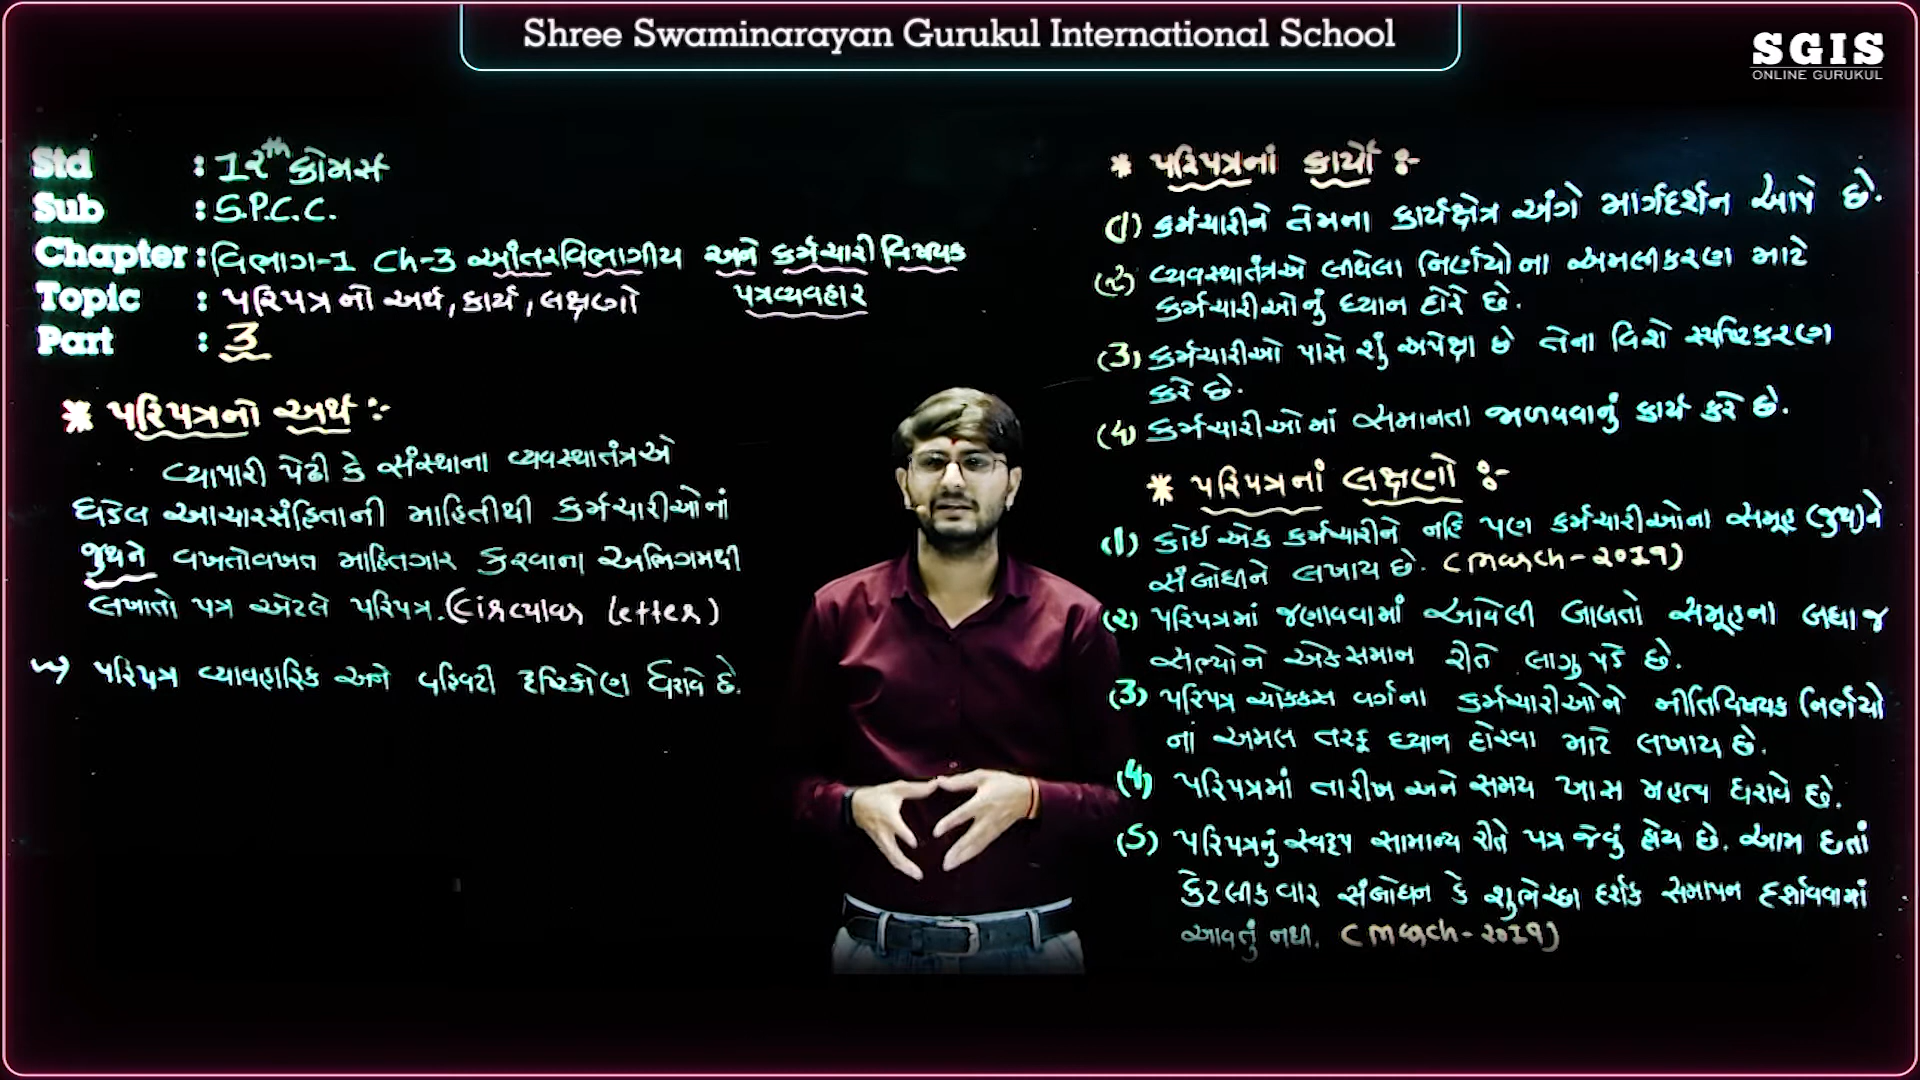 Shree Swaminarayan Gurukul International School
SGIS
ONLINE GURUKUL
Std : 12th કોમર્સ
Sub : S.P.C.C.
Chapter : વિભાગ-1 Ch-3 આંતરવિભાગીય અને કર્મચારી વિષયક
પત્રવ્યવહાર
Topic : પરિપત્રનો અર્થ, કાર્ય, લક્ષણો
Part : 3
* પરિપત્રનો અર્થ :-
વ્યાપારી પેઢી કે સંસ્થાના વ્યવસ્થાતંત્રએ
ઘડેલ આચારસંહિતાની માહિતીથી કર્મચારીઓનાં
જુથને વખતોવખત માહિતગાર કરવાના અભિગમથી
લખાતો પત્ર એટલે પરિપત્ર. (Circular Letter)
પરિપત્ર વ્યાવહારિક અને વહિવટી દ્રષ્ટિકોણ ધરાવે છે.
* પરિપત્રનાં કાર્યો :-
(1) કર્મચારીને તેમના કાર્યક્ષેત્ર અંગે માર્ગદર્શન આપે છે.
(૨) વ્યવસ્થાતંત્રએ લીધેલા નિર્ણયોના અમલીકરણ માટે
કર્મચારીઓનું ધ્યાન દોરે છે.
(3) કર્મચારીઓ પાસે શું અપેક્ષા છે તેના વિશે સ્પષ્ટિકરણ
કરે છે.
(4) કર્મચારીઓમાં સમાનતા જાળવવાનું કાર્ય કરે છે.
* પરિપત્રનાં લક્ષણો :-
(1) કોઈ એક કર્મચારીને નહિ પણ કર્મચારીઓના સમૂહ (જુથ)ને
સંબોધીને લખાય છે. (March-2019)
(૨) પરિપત્રમાં જણાવવામાં આવેલી બાબતો સમૂહના બધા જ
સભ્યોને એકસમાન રીતે લાગુ પડે છે.
(3) પરિપત્ર ચોક્કસ વર્ગના કર્મચારીઓને નીતિવિષયક નિર્ણયો
નાં અમલ તરફ ધ્યાન દોરવા માટે લખાય છે.
(4) પરિપત્રમાં તારીખ અને સમય ખાસ મહત્વ ધરાવે છે.
(5) પરિપત્રનું સ્વરૂપ સામાન્ય રીતે પત્ર જેવું હોય છે. આમ છતાં
કેટલીક વાર સંબોધન કે શુભેચ્છા દર્શક સમાપન દર્શાવવામાં
આવતું નથી. (March-2019)